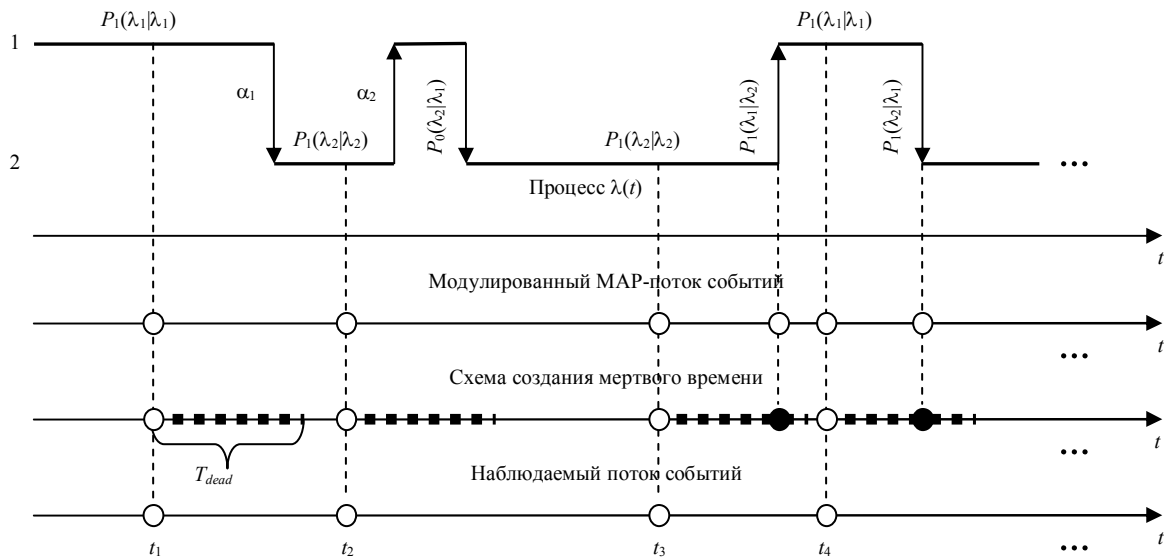 P₁(λ₁|λ₁) P₁(λ₁|λ₁)
1
α₁ α₂ P₀(λ₂|λ₁) P₁(λ₁|λ₂) P₁(λ₂|λ₁)
P₁(λ₂|λ₂) P₁(λ₂|λ₂)
2 ...
Процесс λ(t)
t
Модулированный МАР-поток событий
t
...
Схема создания мертвого времени
t
...
T_dead Наблюдаемый поток событий
t
t₁ t₂ t₃ t₄ ...